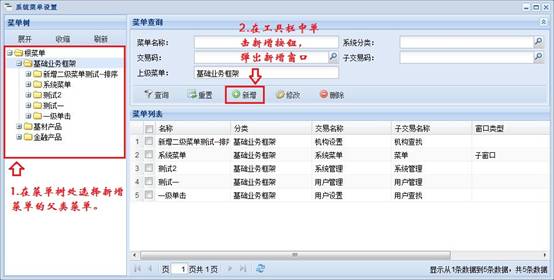 系统菜单设置
菜单树
展开 收缩 刷新
根菜单
基础业务框架
新增二级菜单测试一排序
系统菜单
测试2
测试一
一级单击
基材产品
金融产品
1.在菜单树处选择新增菜单的父类菜单。
菜单查询
2.在工具栏中单击新增按钮，弹出新增窗口
菜单名称: 系统分类:
交易码: 子交易码:
上级菜单: 基础业务框架
查询 重置 新增 修改 删除
菜单列表
名称 分类 交易名称 子交易名称 窗口类型
1 新增二级菜单测试一排序 基础业务框架 机构设置 机构查找
2 系统菜单 基础业务框架 菜单 菜单 子窗口
3 测试2 基础业务框架 系统管理 系统管理
4 测试一 基础业务框架 用户管理 用户管理
5 一级单击 基础业务框架 用户设置 用户查找
页 1 页共 1 页
显示从1条数据到5条数据，共5条数据